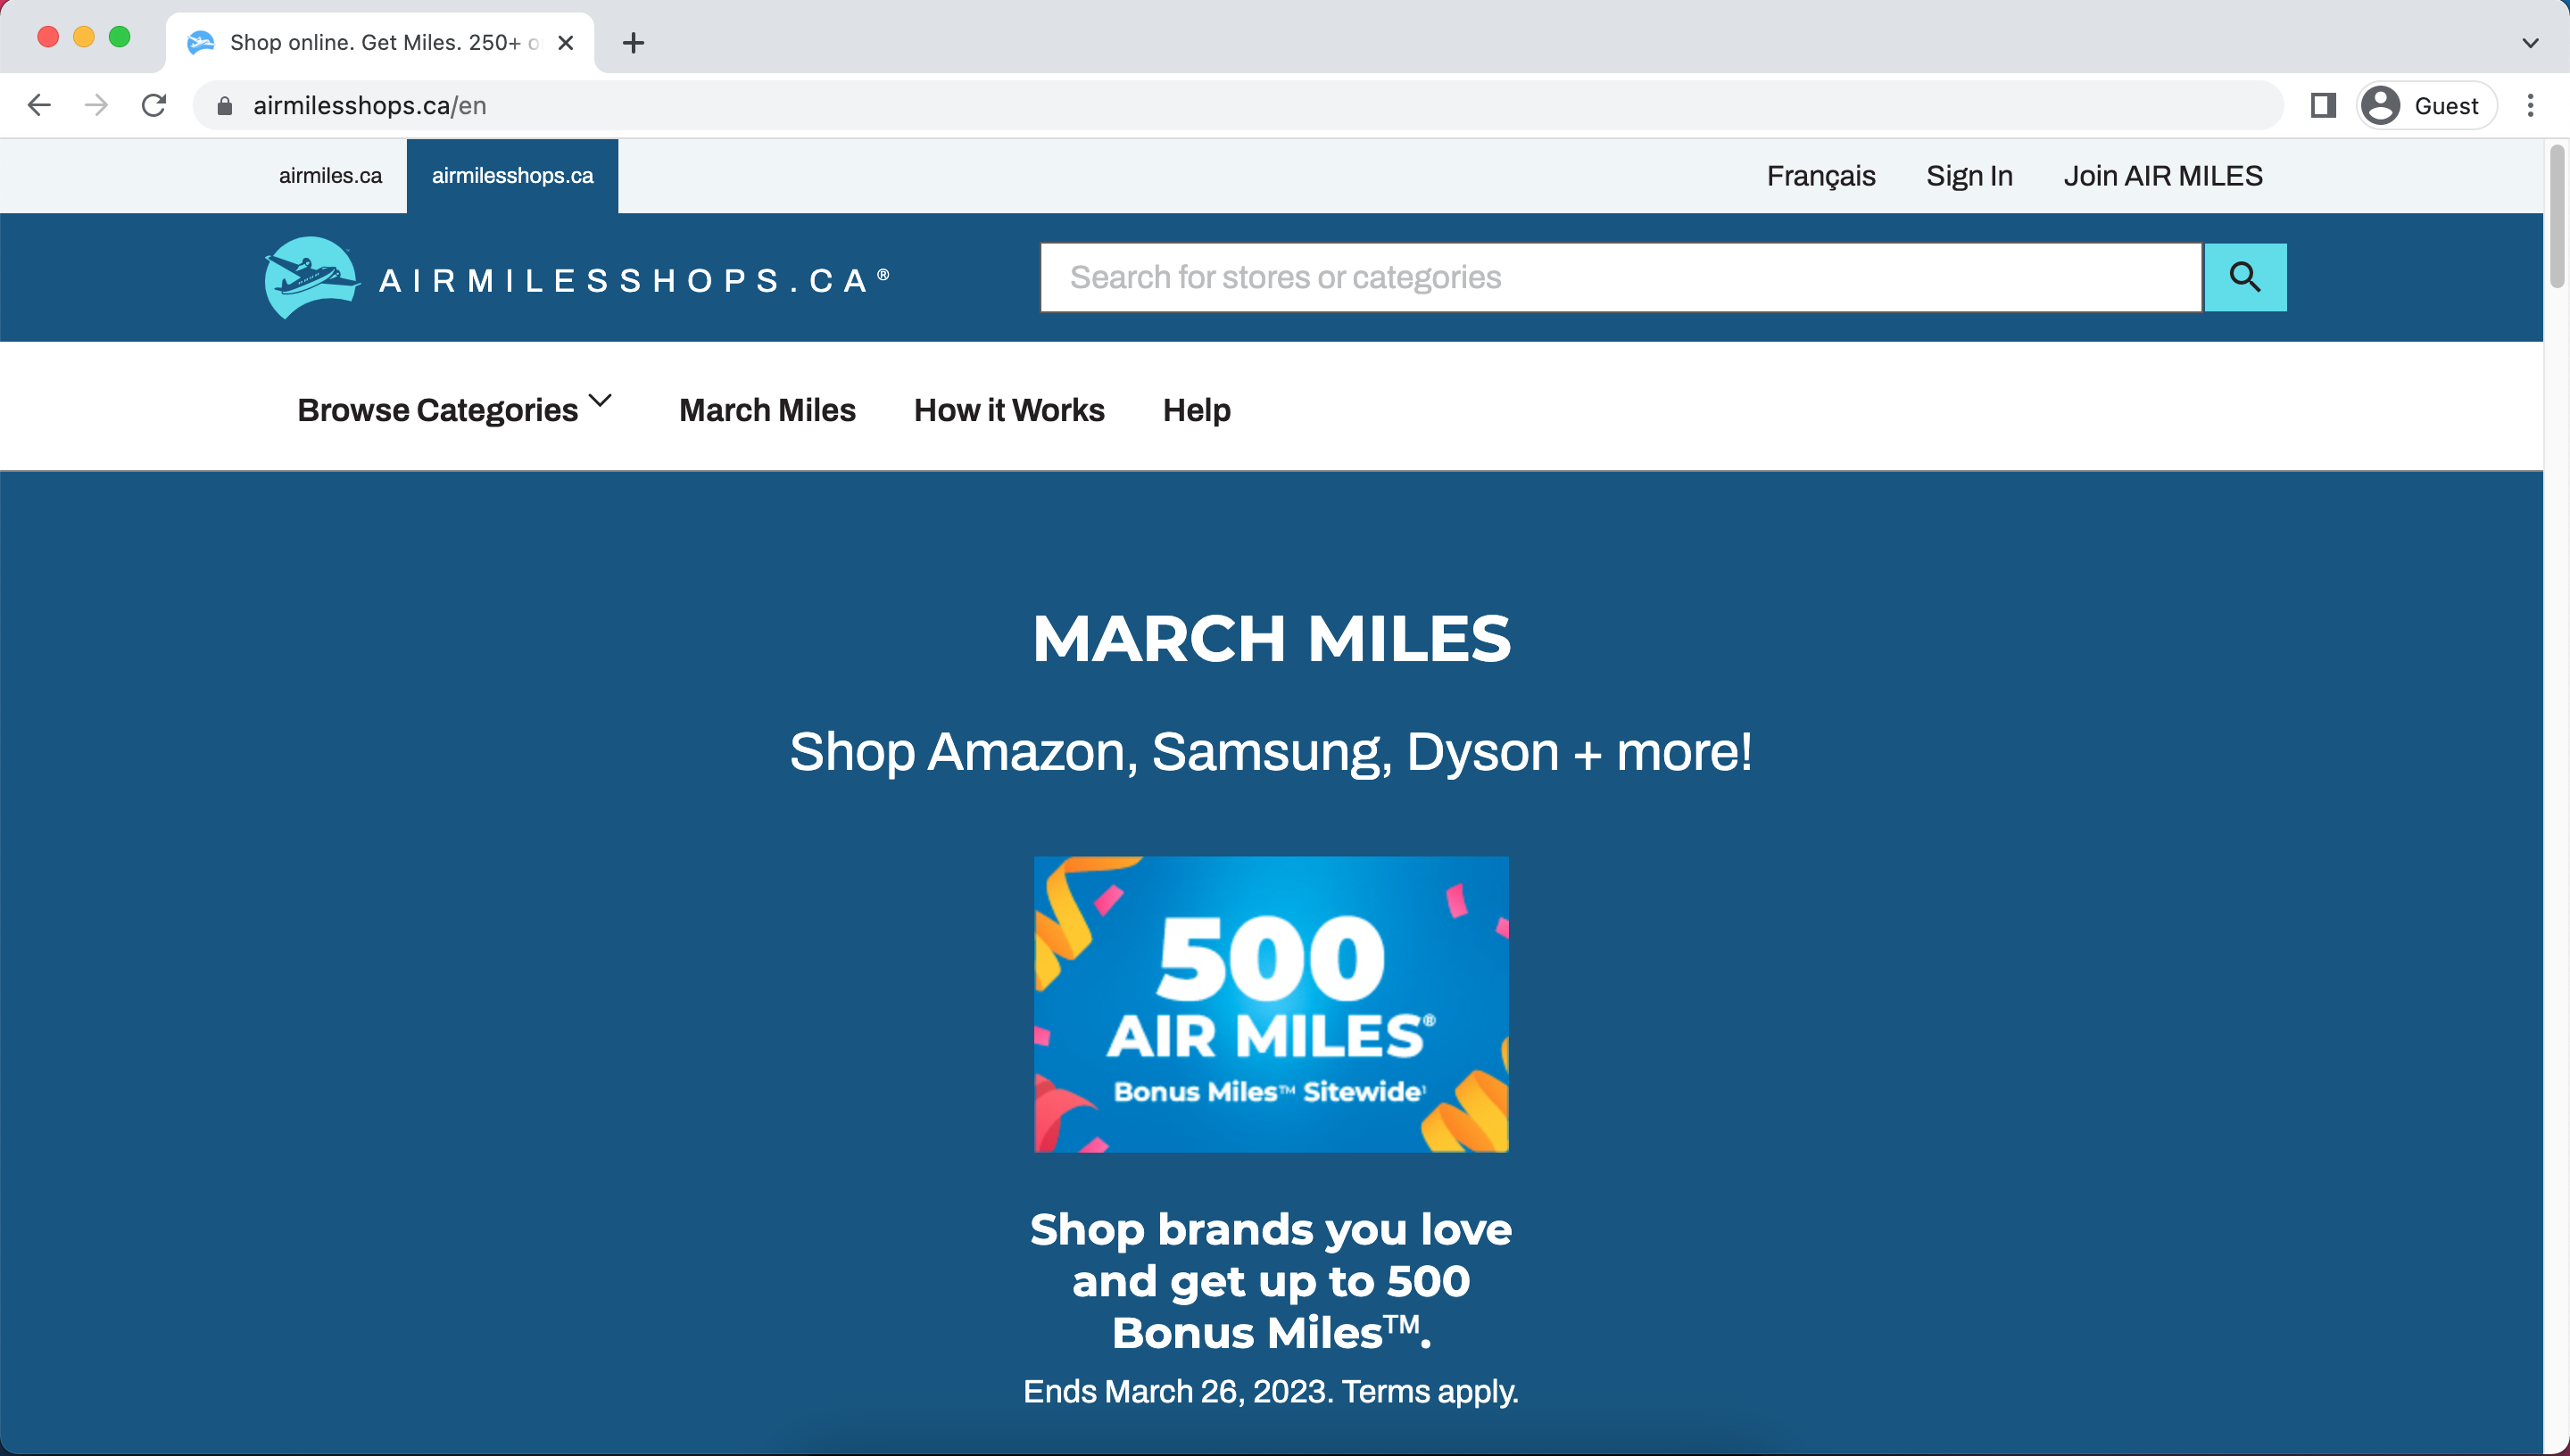 Shop online. Get Miles. 250+ o
airmilesshops.ca/en
Guest
airmiles.ca
airmilesshops.ca
Français
Sign In
Join AIR MILES
AIRMILESSHOPS.CA®
Search for stores or categories
Browse Categories
March Miles
How it Works
Help
MARCH MILES
Shop Amazon, Samsung, Dyson + more!
500
AIR MILES®
Bonus Miles™ Sitewide¹
Shop brands you love
and get up to 500
Bonus Miles™.
Ends March 26, 2023. Terms apply.